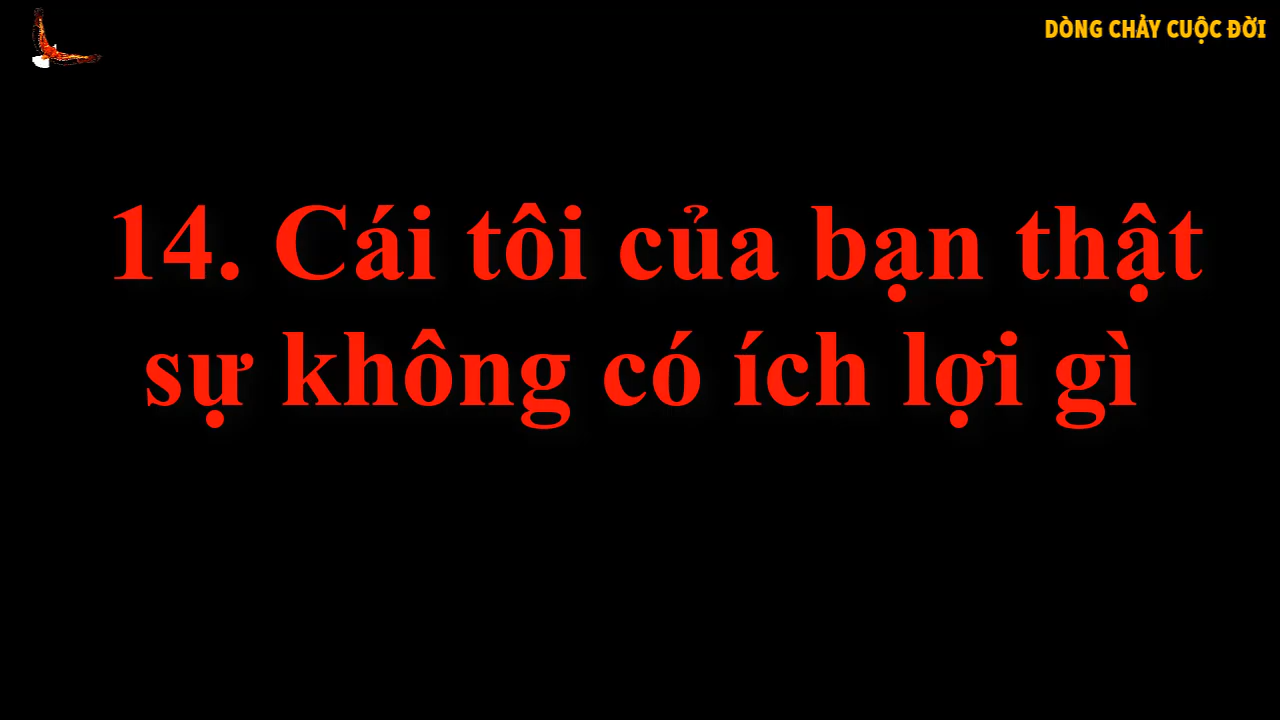 DÒNG CHẢY CUỘC ĐỜI
14. Cái tôi của bạn thật
sự không có ích lợi gì